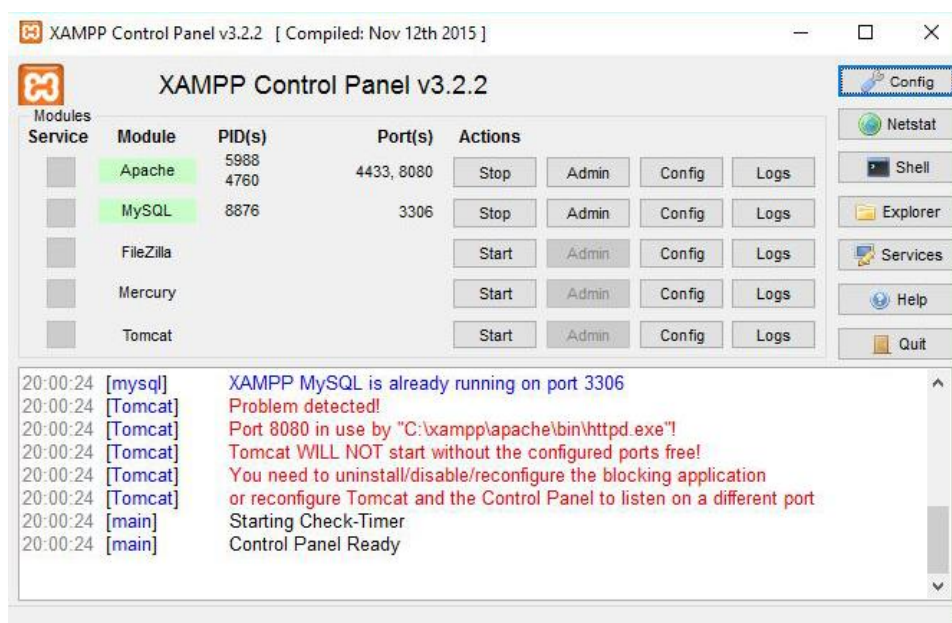 XAMPP Control Panel v3.2.2 [ Compiled: Nov 12th 2015 ]
XAMPP Control Panel v3.2.2
Config
Modules
Service Module PID(s) Port(s) Actions
Netstat
Apache 5988 4760 4433, 8080 Stop Admin Config Logs
Shell
MySQL 8876 3306 Stop Admin Config Logs
Explorer
FileZilla Start Admin Config Logs
Services
Mercury Start Admin Config Logs
Help
Tomcat Start Admin Config Logs
Quit
20:00:24 [mysql] XAMPP MySQL is already running on port 3306
20:00:24 [Tomcat] Problem detected!
20:00:24 [Tomcat] Port 8080 in use by "C:\xampp\apache\bin\httpd.exe"!
20:00:24 [Tomcat] Tomcat WILL NOT start without the configured ports free!
20:00:24 [Tomcat] You need to uninstall/disable/reconfigure the blocking application
20:00:24 [Tomcat] or reconfigure Tomcat and the Control Panel to listen on a different port
20:00:24 [main] Starting Check-Timer
20:00:24 [main] Control Panel Ready